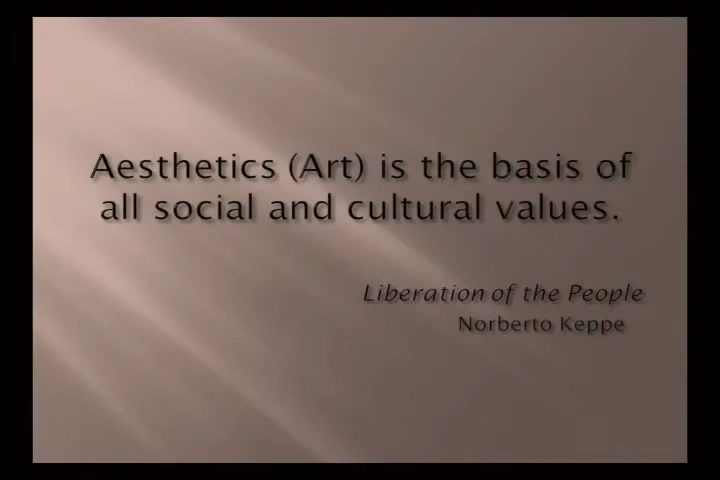 Aesthetics (Art) is the basis of
all social and cultural values.
Liberation of the People
Norberto Keppe